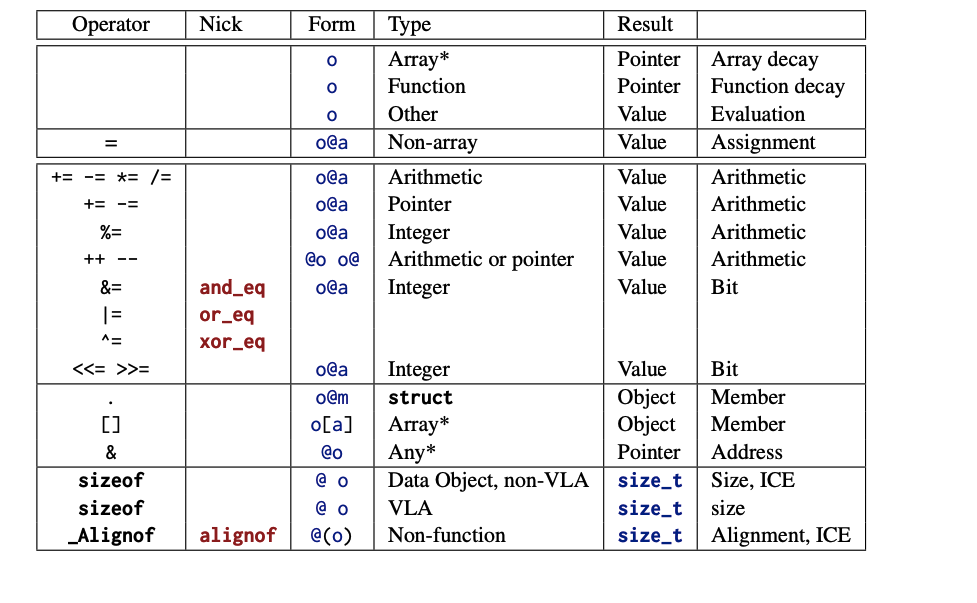 Operator Nick Form Type Result
o Array* Pointer Array decay
o Function Pointer Function decay
o Other Value Evaluation
= o@a Non-array Value Assignment
+= -= *= /= o@a Arithmetic Value Arithmetic
+= -= o@a Pointer Value Arithmetic
%= o@a Integer Value Arithmetic
++ -- @o o@ Arithmetic or pointer Value Arithmetic
&= and_eq o@a Integer Value Bit
|= or_eq
^= xor_eq
<<= >>= o@a Integer Value Bit
. o@m struct Object Member
[] o[a] Array* Object Member
& @o Any* Pointer Address
sizeof @ o Data Object, non-VLA size_t Size, ICE
sizeof @ o VLA size_t size
_Alignof alignof @(o) Non-function size_t Alignment, ICE